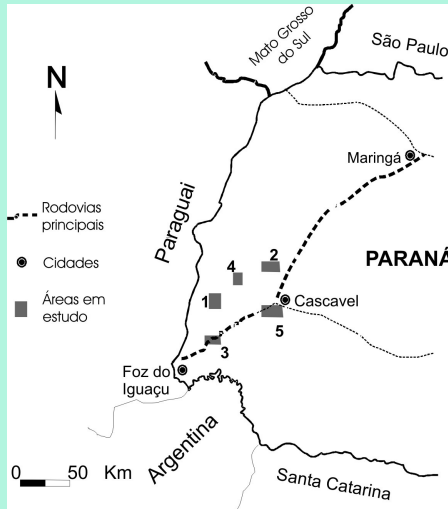 Mato Grosso
do Sul
São Paulo
N
Maringá
Rodovias
principais
Paraguai
Cidades
PARANÁ
2
4
Áreas em
estudo
1
Cascavel
5
3
Foz do
Iguaçu
Argentina
0 50 Km
Santa Catarina